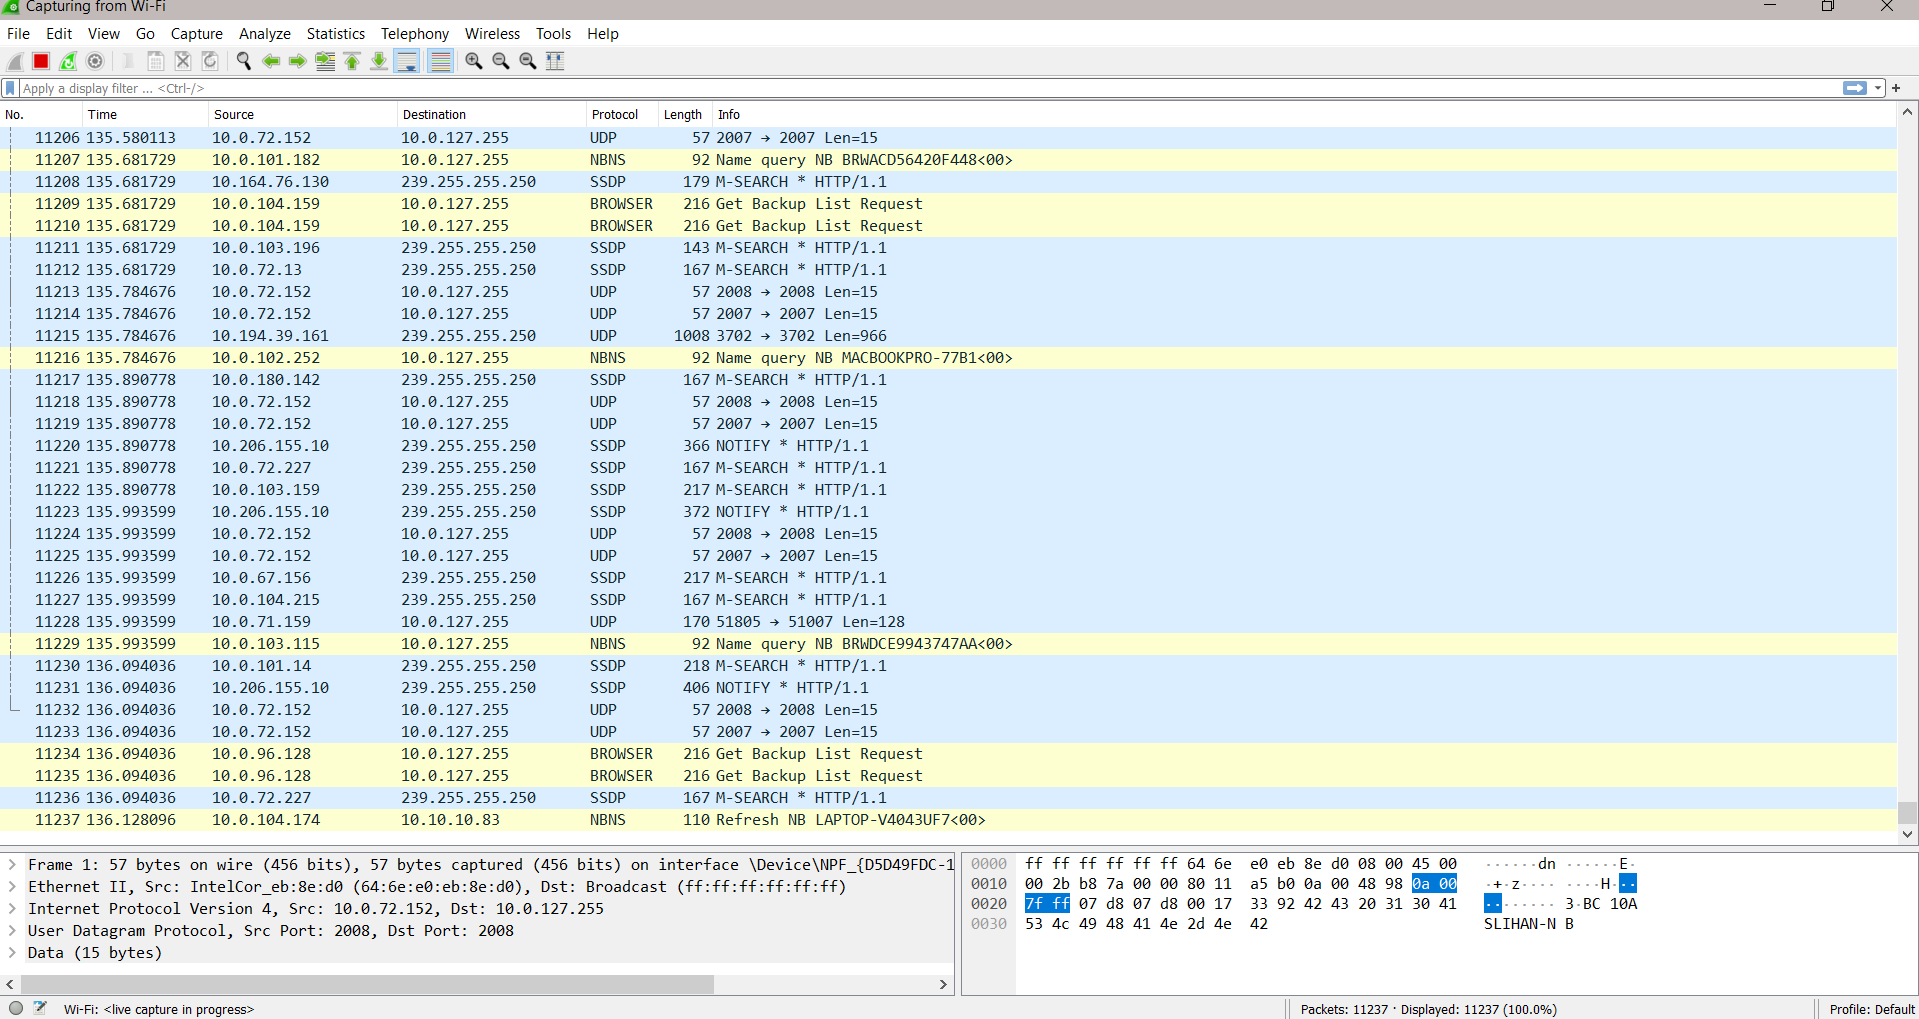 Capturing from Wi-Fi
File Edit View Go Capture Analyze Statistics Telephony Wireless Tools Help
Apply a display filter ... <Ctrl-/>
No. Time Source Destination Protocol Length Info
11206 135.580113 10.0.72.152 10.0.127.255 UDP 57 2007 → 2007 Len=15
11207 135.681729 10.0.101.182 10.0.127.255 NBNS 92 Name query NB BRWACD56420F448<00>
11208 135.681729 10.164.76.130 239.255.255.250 SSDP 179 M-SEARCH * HTTP/1.1
11209 135.681729 10.0.104.159 10.0.127.255 BROWSER 216 Get Backup List Request
11210 135.681729 10.0.104.159 10.0.127.255 BROWSER 216 Get Backup List Request
11211 135.681729 10.0.103.196 239.255.255.250 SSDP 143 M-SEARCH * HTTP/1.1
11212 135.681729 10.0.72.13 239.255.255.250 SSDP 167 M-SEARCH * HTTP/1.1
11213 135.784676 10.0.72.152 10.0.127.255 UDP 57 2008 → 2008 Len=15
11214 135.784676 10.0.72.152 10.0.127.255 UDP 57 2007 → 2007 Len=15
11215 135.784676 10.194.39.161 239.255.255.250 UDP 1008 3702 → 3702 Len=966
11216 135.784676 10.0.102.252 10.0.127.255 NBNS 92 Name query NB MACBOOKPRO-77B1<00>
11217 135.890778 10.0.180.142 239.255.255.250 SSDP 167 M-SEARCH * HTTP/1.1
11218 135.890778 10.0.72.152 10.0.127.255 UDP 57 2008 → 2008 Len=15
11219 135.890778 10.0.72.152 10.0.127.255 UDP 57 2007 → 2007 Len=15
11220 135.890778 10.206.155.10 239.255.255.250 SSDP 366 NOTIFY * HTTP/1.1
11221 135.890778 10.0.72.227 239.255.255.250 SSDP 167 M-SEARCH * HTTP/1.1
11222 135.890778 10.0.103.159 239.255.255.250 SSDP 217 M-SEARCH * HTTP/1.1
11223 135.993599 10.206.155.10 239.255.255.250 SSDP 372 NOTIFY * HTTP/1.1
11224 135.993599 10.0.72.152 10.0.127.255 UDP 57 2008 → 2008 Len=15
11225 135.993599 10.0.72.152 10.0.127.255 UDP 57 2007 → 2007 Len=15
11226 135.993599 10.0.67.156 239.255.255.250 SSDP 217 M-SEARCH * HTTP/1.1
11227 135.993599 10.0.104.215 239.255.255.250 SSDP 167 M-SEARCH * HTTP/1.1
11228 135.993599 10.0.71.159 10.0.127.255 UDP 170 51805 → 51007 Len=128
11229 135.993599 10.0.103.115 10.0.127.255 NBNS 92 Name query NB BRWDCE9943747AA<00>
11230 136.094036 10.0.101.14 239.255.255.250 SSDP 218 M-SEARCH * HTTP/1.1
11231 136.094036 10.206.155.10 239.255.255.250 SSDP 406 NOTIFY * HTTP/1.1
11232 136.094036 10.0.72.152 10.0.127.255 UDP 57 2008 → 2008 Len=15
11233 136.094036 10.0.72.152 10.0.127.255 UDP 57 2007 → 2007 Len=15
11234 136.094036 10.0.96.128 10.0.127.255 BROWSER 216 Get Backup List Request
11235 136.094036 10.0.96.128 10.0.127.255 BROWSER 216 Get Backup List Request
11236 136.094036 10.0.72.227 239.255.255.250 SSDP 167 M-SEARCH * HTTP/1.1
11237 136.128096 10.0.104.174 10.10.10.83 NBNS 110 Refresh NB LAPTOP-V4043UF7<00>
Frame 1: 57 bytes on wire (456 bits), 57 bytes captured (456 bits) on interface \Device\NPF_{D5D49FDC-1
Ethernet II, Src: IntelCor_eb:8e:d0 (64:6e:e0:eb:8e:d0), Dst: Broadcast (ff:ff:ff:ff:ff:ff)
Internet Protocol Version 4, Src: 10.0.72.152, Dst: 10.0.127.255
User Datagram Protocol, Src Port: 2008, Dst Port: 2008
Data (15 bytes)
0000 ff ff ff ff ff ff 64 6e e0 eb 8e d0 08 00 45 00 ······dn ······E·
0010 00 2b b8 7a 00 00 80 11 a5 b0 0a 00 48 98 0a 00 ·+·z···· ····H···
0020 7f ff 07 d8 07 d8 00 17 33 92 42 43 20 31 30 41 ········ 3·BC 10A
0030 53 4c 49 48 41 4e 2d 4e 42 SLIHAN-N B
Wi-Fi: <live capture in progress>
Packets: 11237 · Displayed: 11237 (100.0%)
Profile: Default